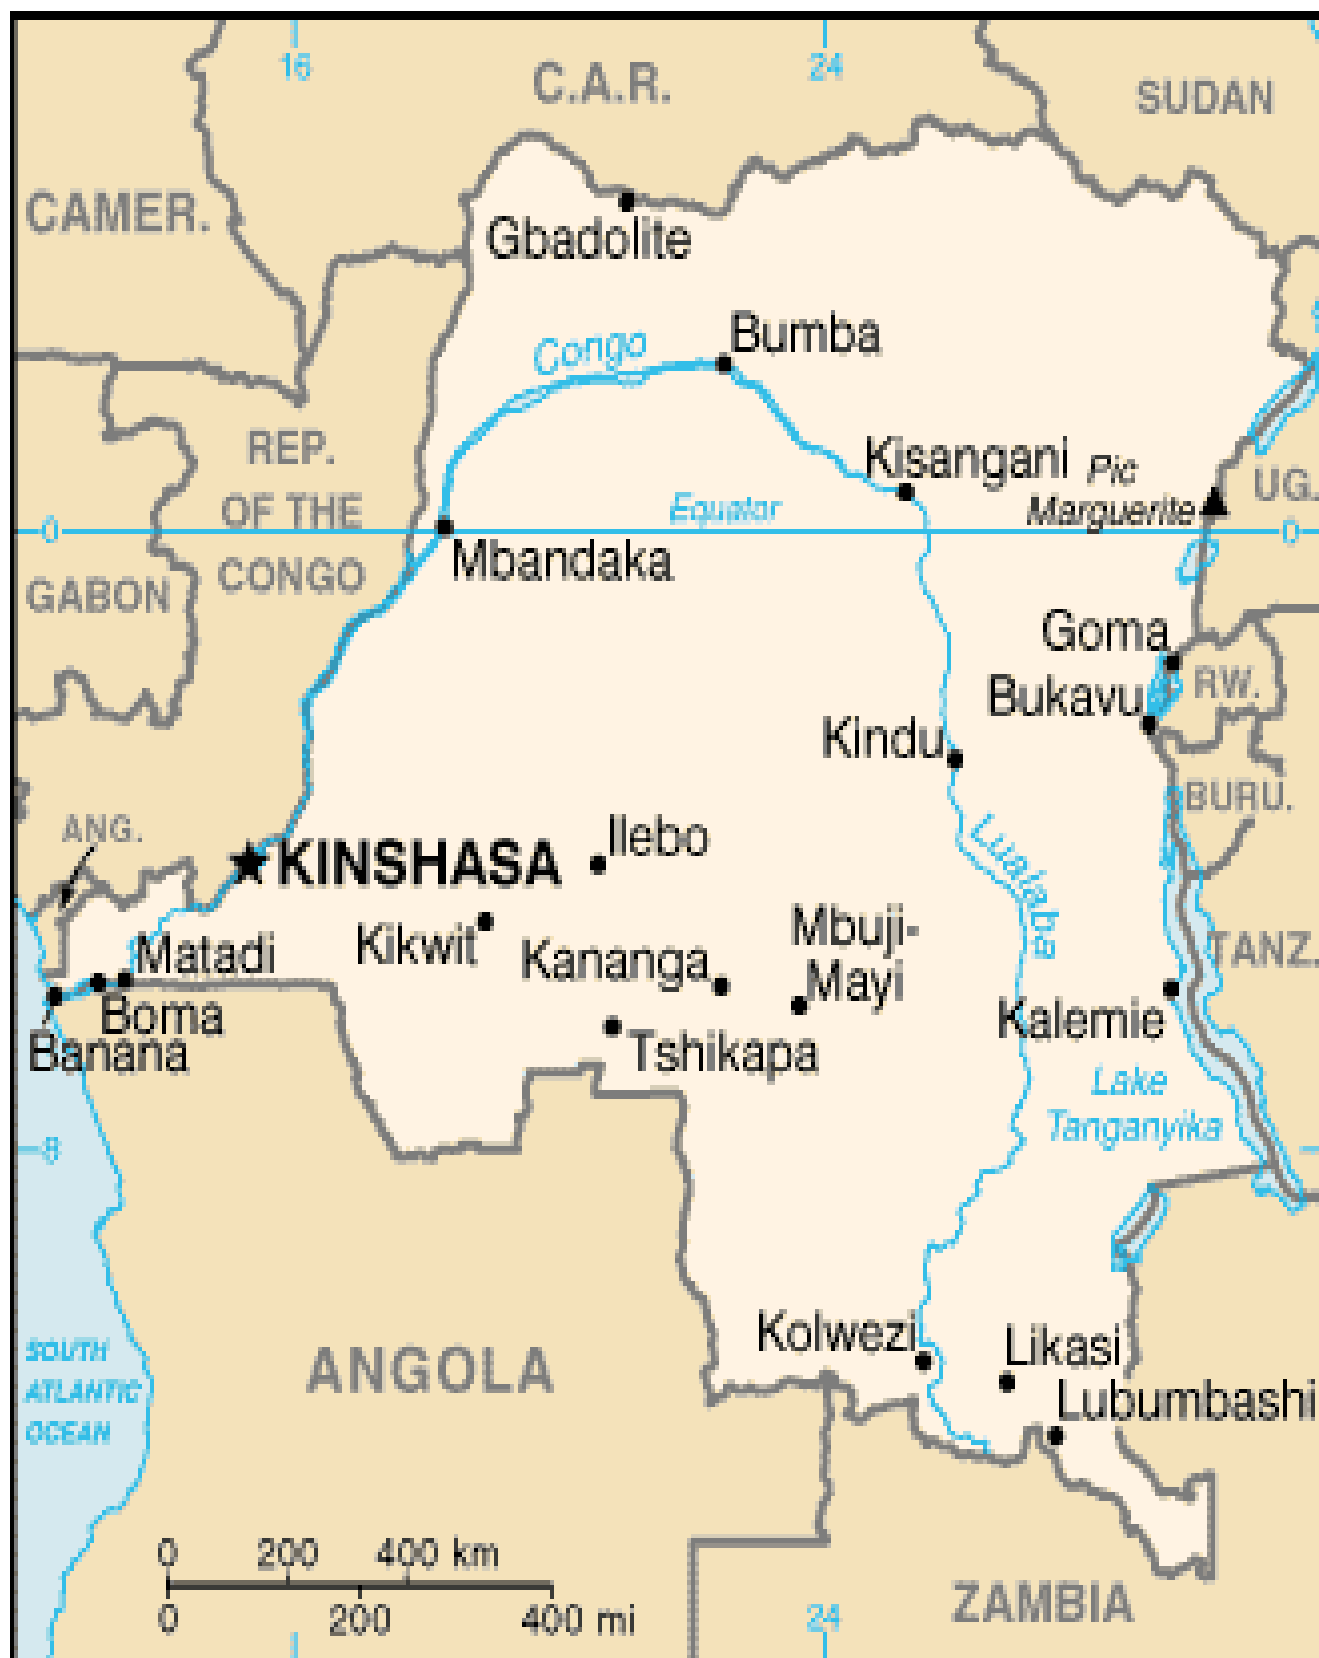 16
24
C.A.R.
SUDAN
CAMER.
Gbadolite
Bumba
Congo
REP.
OF THE
CONGO
Kisangani
Pic
Marguerite
UG.
Equator
0
0
Mbandaka
GABON
Goma
RW.
Bukavu
Kindu
BURU.
ANG.
Ilebo
KINSHASA
Lualaba
Kikwit
Matadi
Kananga
Mbuji-
Mayi
TANZ.
Boma
Banana
Kalemie
Tshikapa
Lake
Tanganyika
8
SOUTH
ATLANTIC
OCEAN
ANGOLA
Kolwezi
Likasi
Lubumbashi
0 200 400 km
0 200 400 mi
ZAMBIA
24